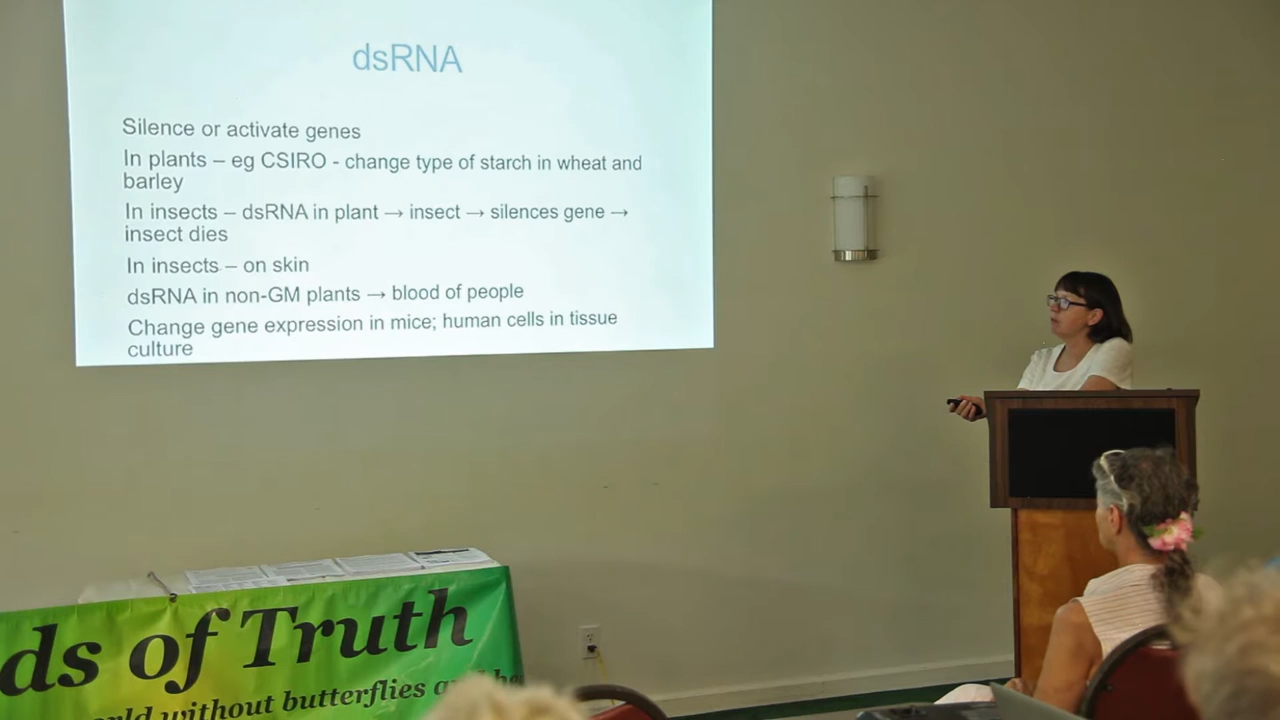 dsRNA
Silence or activate genes
In plants – eg CSIRO - change type of starch in wheat and
barley
In insects – dsRNA in plant → insect → silences gene →
insect dies
In insects – on skin
dsRNA in non-GM plants → blood of people
Change gene expression in mice; human cells in tissue
culture
ds of Truth
without butterflies